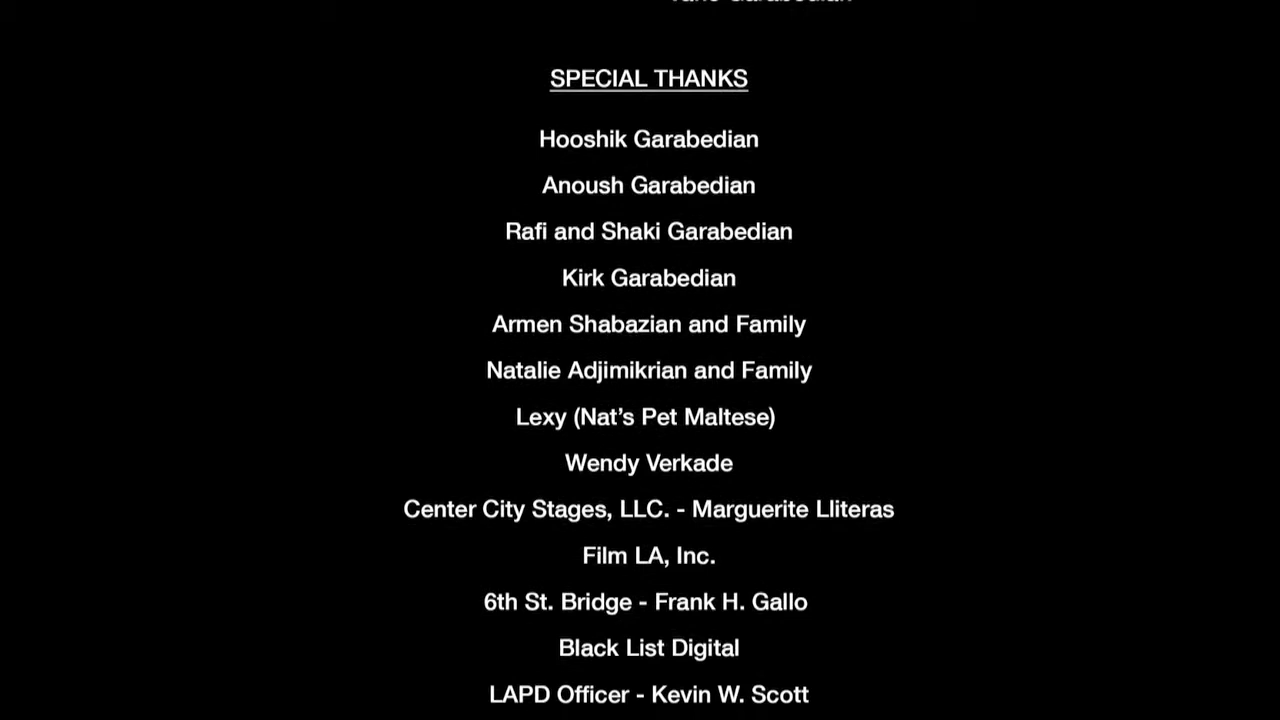 Garabedian
SPECIAL THANKS
Hooshik Garabedian
Anoush Garabedian
Rafi and Shaki Garabedian
Kirk Garabedian
Armen Shabazian and Family
Natalie Adjimikrian and Family
Lexy (Nat’s Pet Maltese)
Wendy Verkade
Center City Stages, LLC. - Marguerite Lliteras
Film LA, Inc.
6th St. Bridge - Frank H. Gallo
Black List Digital
LAPD Officer - Kevin W. Scott